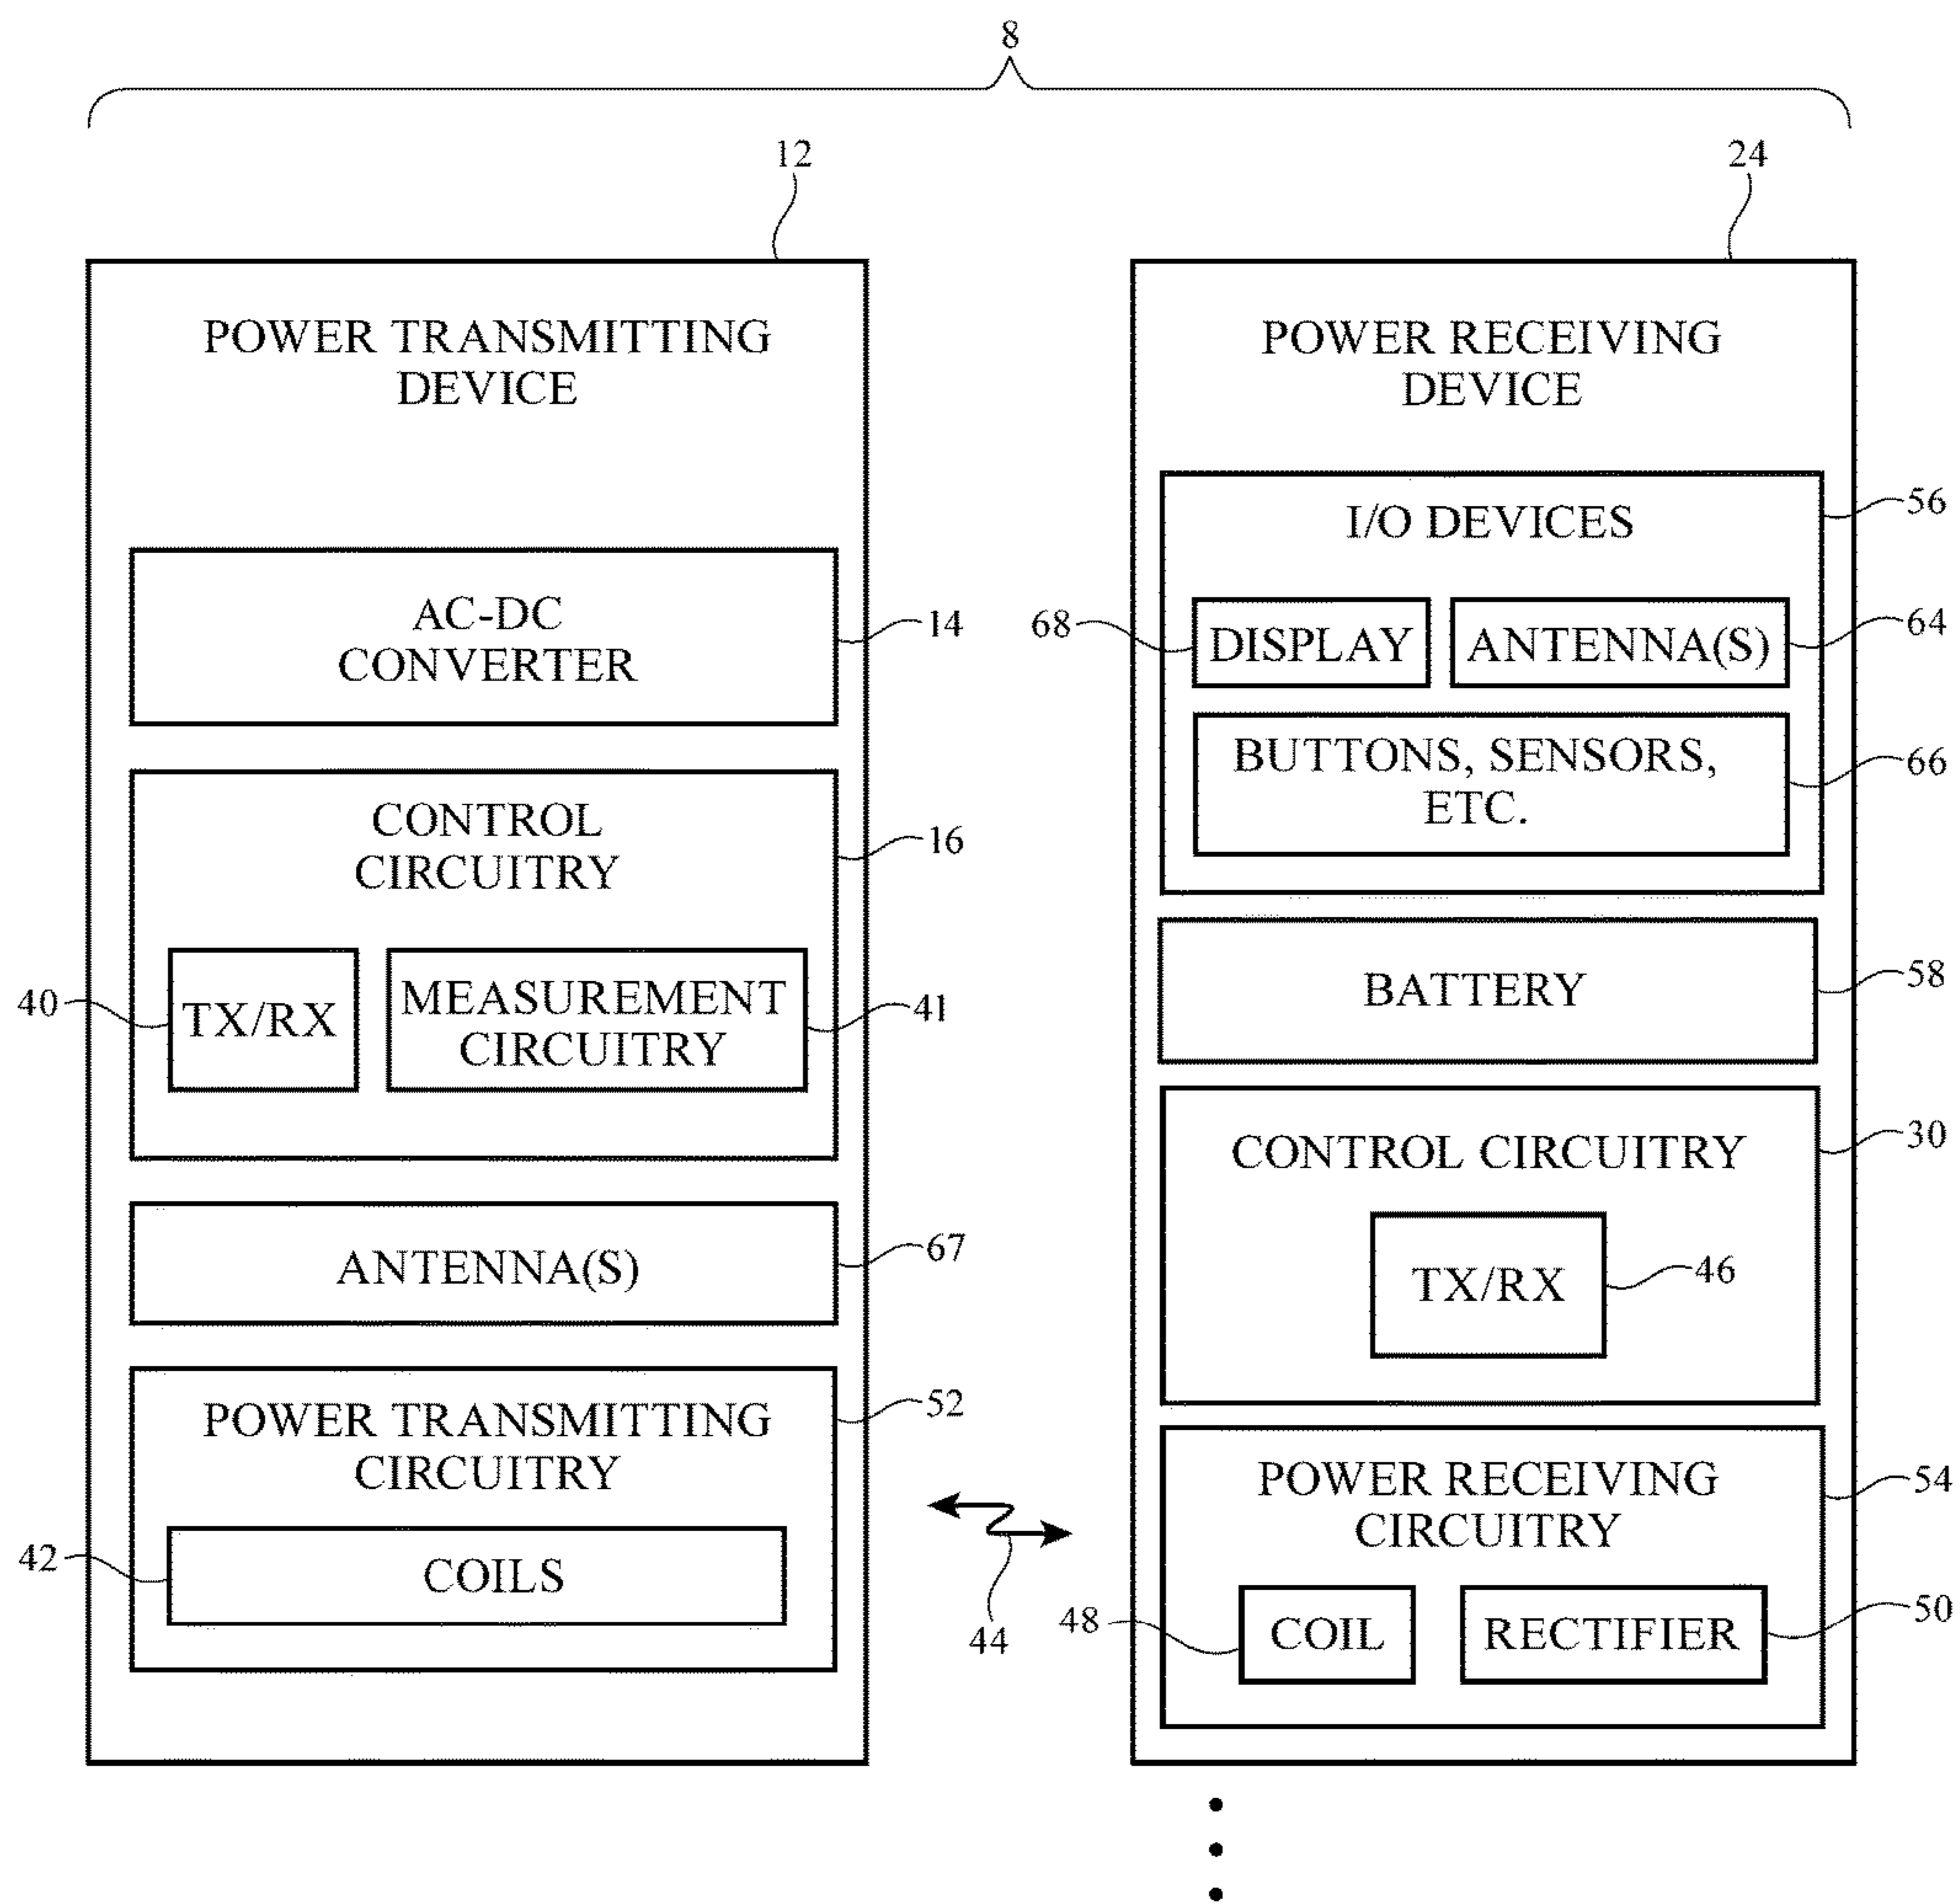 8
12
POWER TRANSMITTING
DEVICE
AC-DC
CONVERTER
14
CONTROL
CIRCUITRY
16
40
TX/RX
MEASUREMENT
CIRCUITRY
41
ANTENNA(S)
67
POWER TRANSMITTING
CIRCUITRY
52
42
COILS
44
24
POWER RECEIVING
DEVICE
I/O DEVICES
56
68
DISPLAY
ANTENNA(S)
64
BUTTONS, SENSORS,
ETC.
66
BATTERY
58
CONTROL CIRCUITRY
30
TX/RX
46
POWER RECEIVING
CIRCUITRY
54
48
COIL
RECTIFIER
50